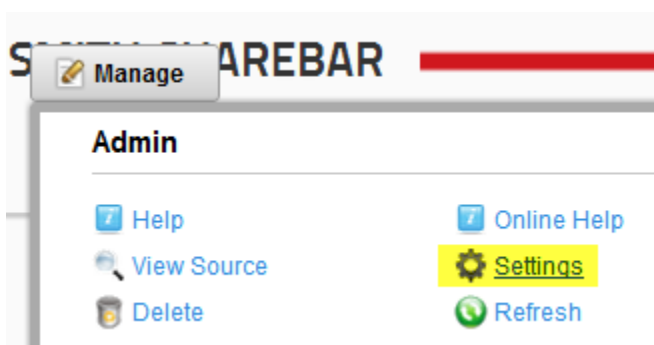 AREBAR
Manage
Admin
Help
Online Help
View Source
Settings
Delete
Refresh